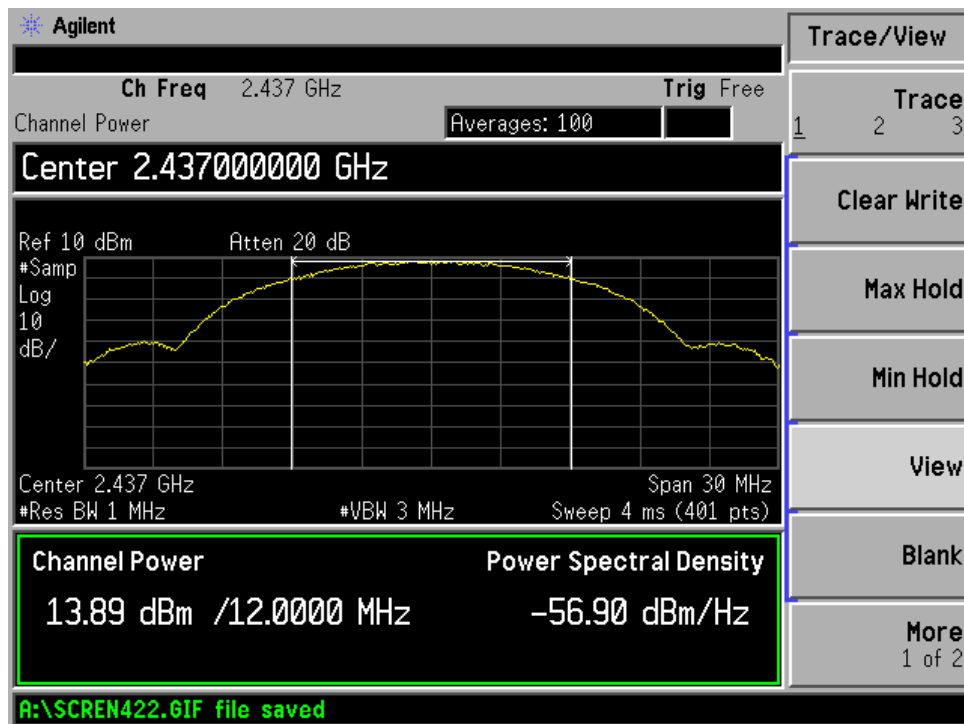 Agilent
Ch Freq 2.437 GHz Trig Free
Channel Power Averages: 100
Center 2.437000000 GHz
Ref 10 dBm Atten 20 dB
#Samp
Log
10
dB/
Center 2.437 GHz Span 30 MHz
#Res BW 1 MHz #VBW 3 MHz Sweep 4 ms (401 pts)
Channel Power Power Spectral Density
13.89 dBm /12.0000 MHz -56.90 dBm/Hz
A:\SCREN422.GIF file saved
Trace/View
Trace
1 2 3
Clear Write
Max Hold
Min Hold
View
Blank
More
1 of 2